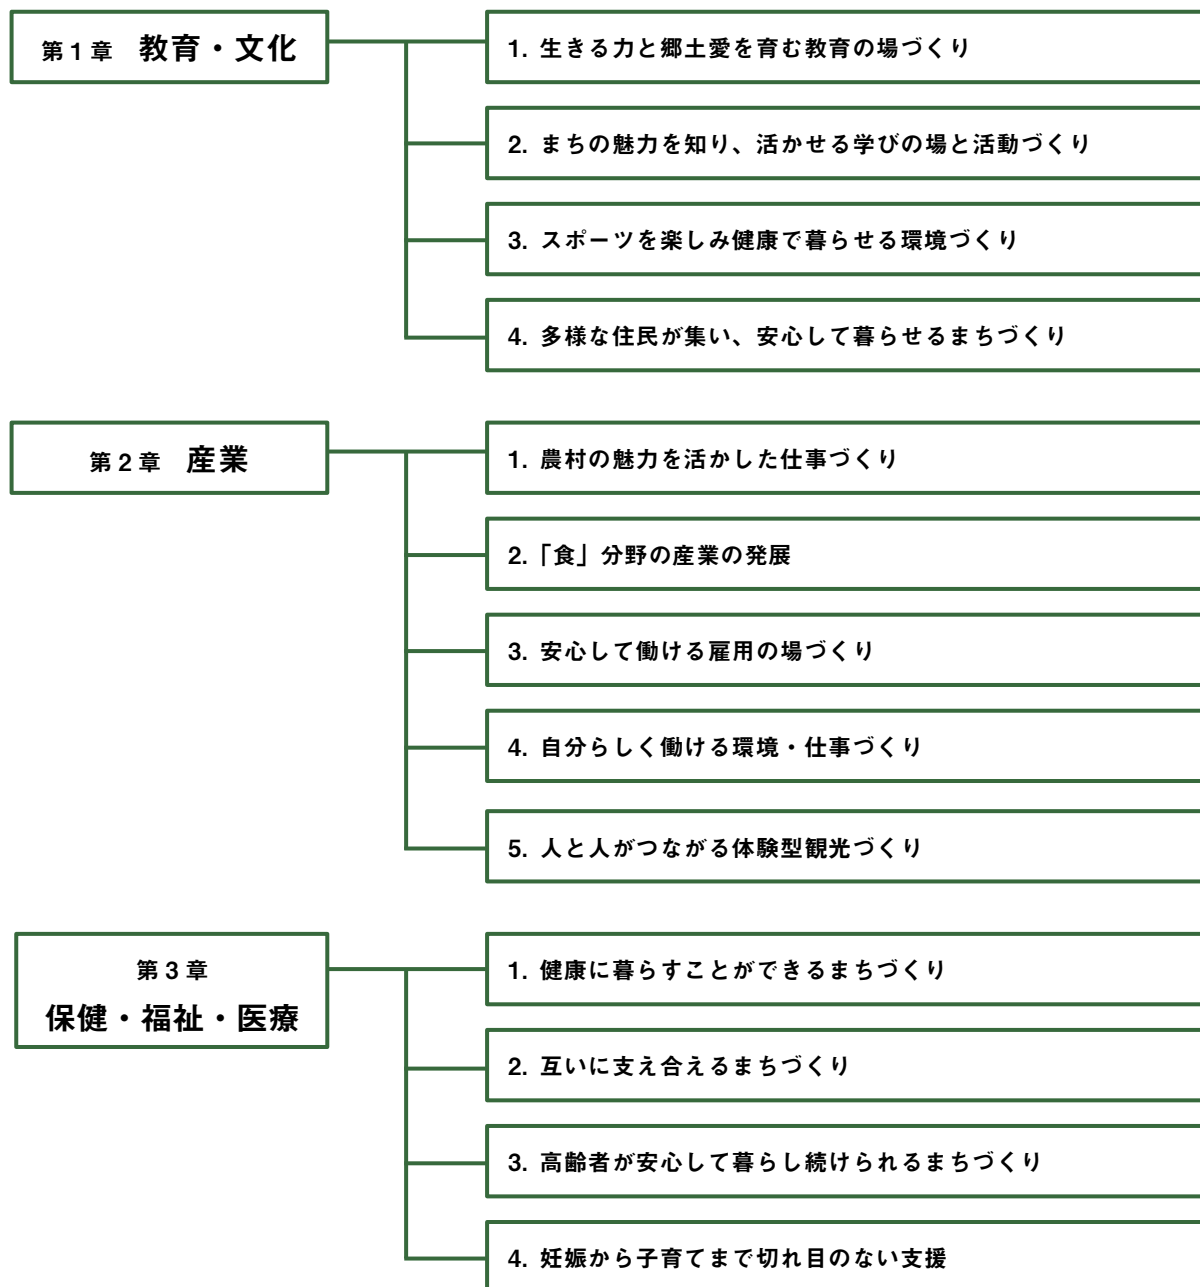 第1章 教育・文化
1. 生きる力と郷土愛を育む教育の場づくり
2. まちの魅力を知り、活かせる学びの場と活動づくり
3. スポーツを楽しみ健康で暮らせる環境づくり
4. 多様な住民が集い、安心して暮らせるまちづくり
第2章 産業
1. 農村の魅力を活かした仕事づくり
2.「食」分野の産業の発展
3. 安心して働ける雇用の場づくり
4. 自分らしく働ける環境・仕事づくり
5. 人と人がつながる体験型観光づくり
第3章
保健・福祉・医療
1. 健康に暮らすことができるまちづくり
2. 互いに支え合えるまちづくり
3. 高齢者が安心して暮らし続けられるまちづくり
4. 妊娠から子育てまで切れ目のない支援